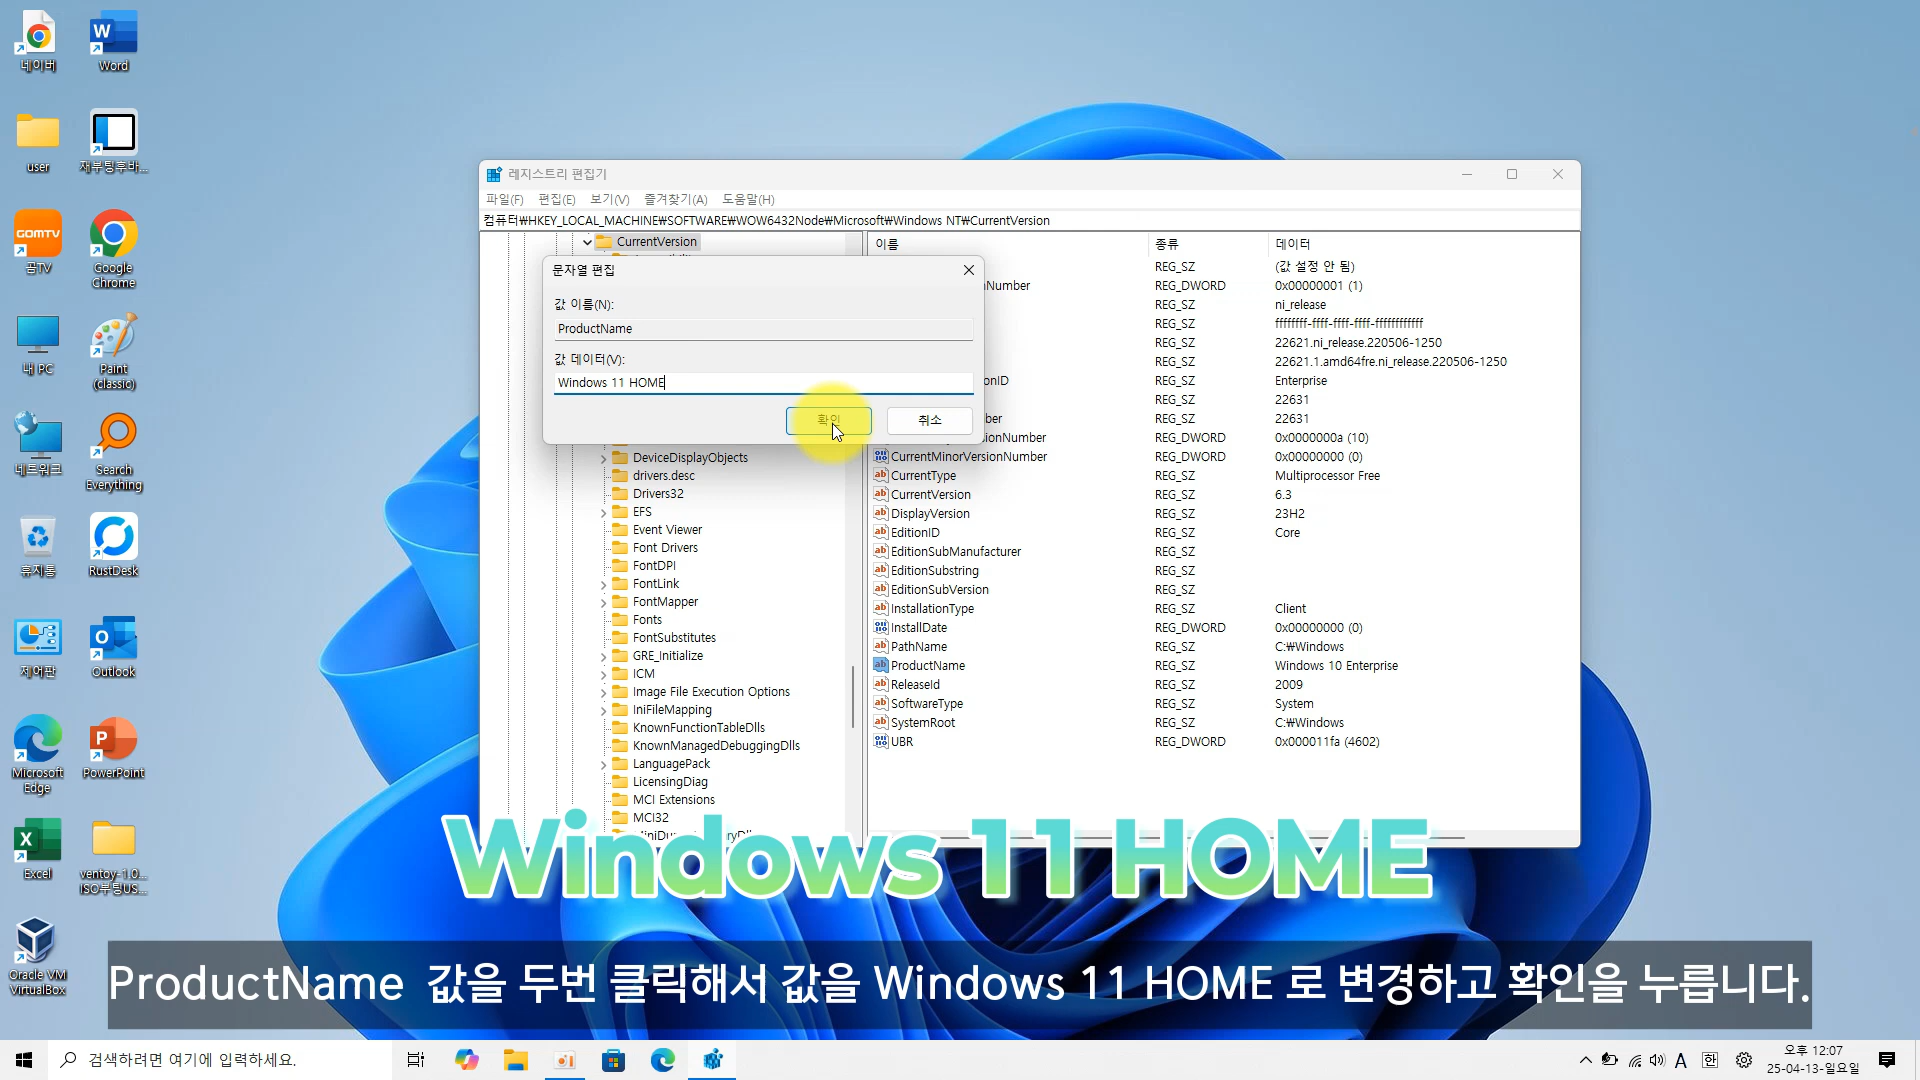 네이버
Word
user
재부팅후바...
GOMTV
곰TV
Google
Chrome
내 PC
Paint
(classic)
네트워크
Search
Everything
휴지통
RustDesk
제어판
Outlook
Microsoft
Edge
PowerPoint
Excel
ventoy-1.0...
ISO부팅US...
Oracle VM
VirtualBox
레지스트리 편집기
파일(F) 편집(E) 보기(V) 즐겨찾기(A) 도움말(H)
컴퓨터₩HKEY_LOCAL_MACHINE₩SOFTWARE₩WOW6432Node₩Microsoft₩Windows NT₩CurrentVersion
CurrentVersion
문자열 편집
값 이름(N):
ProductName
값 데이터(V):
Windows 11 HOME
확인 취소
DeviceDisplayObjects
drivers.desc
Drivers32
EFS
Event Viewer
Font Drivers
FontDPI
FontLink
FontMapper
Fonts
FontSubstitutes
GRE_Initialize
ICM
Image File Execution Options
IniFileMapping
KnownFunctionTableDlls
KnownManagedDebuggingDlls
LanguagePack
LicensingDiag
MCI Extensions
MCI32
이름 종류 데이터
REG_SZ (값 설정 안 됨)
nNumber REG_DWORD 0x00000001 (1)
REG_SZ ni_release
REG_SZ ffffffff-ffff-ffff-ffff-ffffffffffff
REG_SZ 22621.ni_release.220506-1250
REG_SZ 22621.1.amd64fre.ni_release.220506-1250
onID REG_SZ Enterprise
REG_SZ 22631
ber REG_SZ 22631
ionNumber REG_DWORD 0x0000000a (10)
CurrentMinorVersionNumber REG_DWORD 0x00000000 (0)
CurrentType REG_SZ Multiprocessor Free
CurrentVersion REG_SZ 6.3
DisplayVersion REG_SZ 23H2
EditionID REG_SZ Core
EditionSubManufacturer REG_SZ
EditionSubstring REG_SZ
EditionSubVersion REG_SZ
InstallationType REG_SZ Client
InstallDate REG_DWORD 0x00000000 (0)
PathName REG_SZ C:₩Windows
ProductName REG_SZ Windows 10 Enterprise
ReleaseId REG_SZ 2009
SoftwareType REG_SZ System
SystemRoot REG_SZ C:₩Windows
UBR REG_DWORD 0x000011fa (4602)
Windows 11 HOME
ProductName 값을 두번 클릭해서 값을 Windows 11 HOME 로 변경하고 확인을 누릅니다.
검색하려면 여기에 입력하세요.
A 한
오후 12:07
25-04-13-일요일